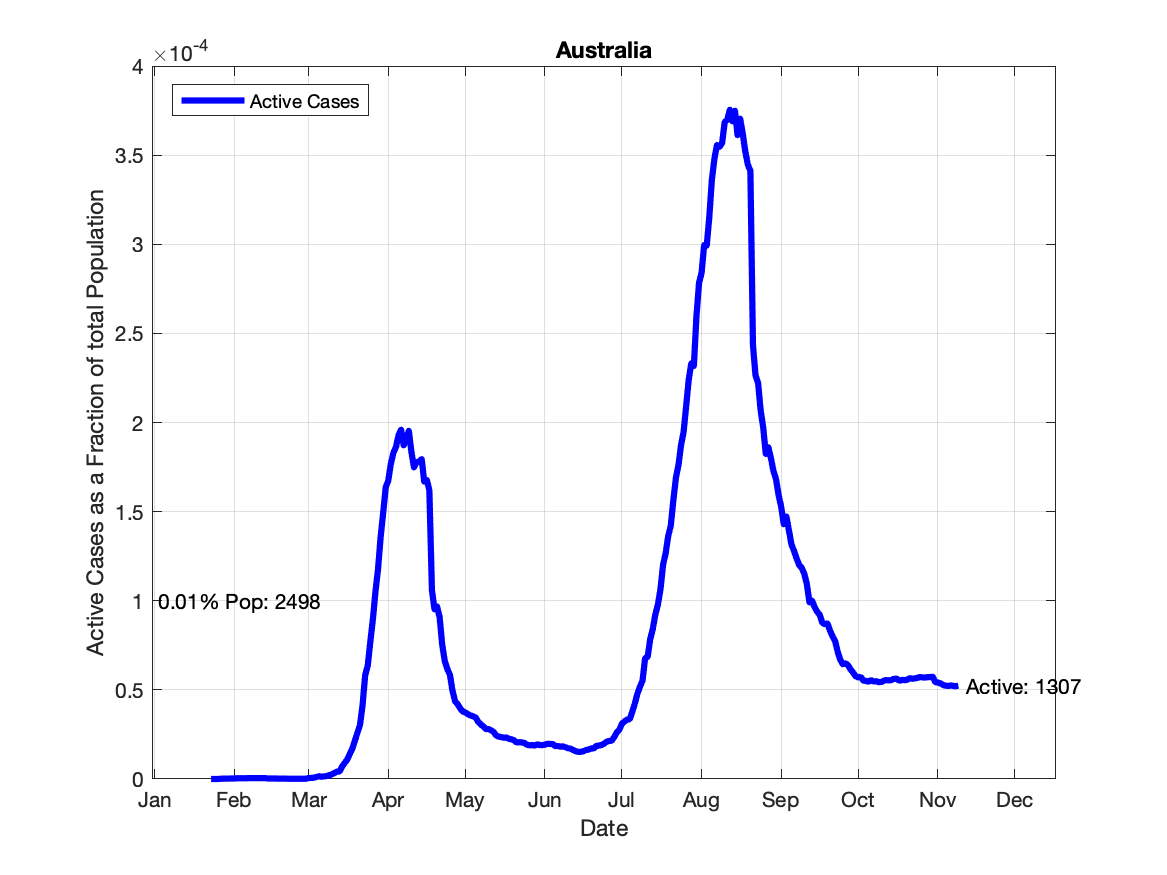 Australia
×10⁻⁴
4
3.5
3
2.5
2
1.5
1
0.5
0
Active Cases
0.01% Pop: 2498
Active: 1307
Active Cases as a Fraction of total Population
Jan Feb Mar Apr May Jun Jul Aug Sep Oct Nov Dec
Date